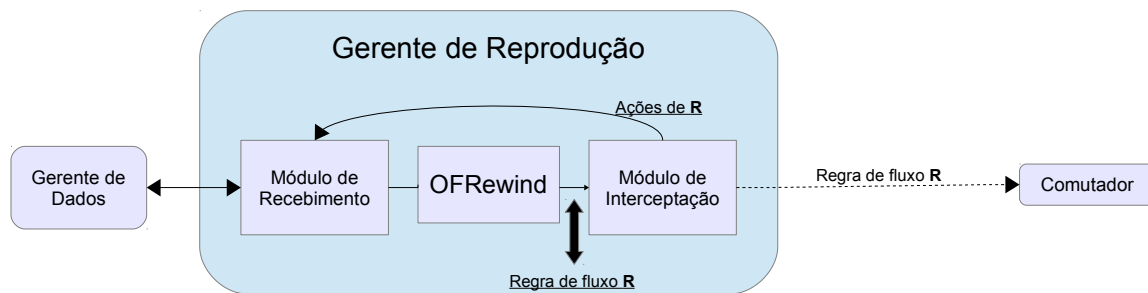 Gerente de Reprodução
Ações de R
Gerente de
Dados
Módulo de
Recebimento
OFRewind
Módulo de
Interceptação
Regra de fluxo R
Comutador
Regra de fluxo R